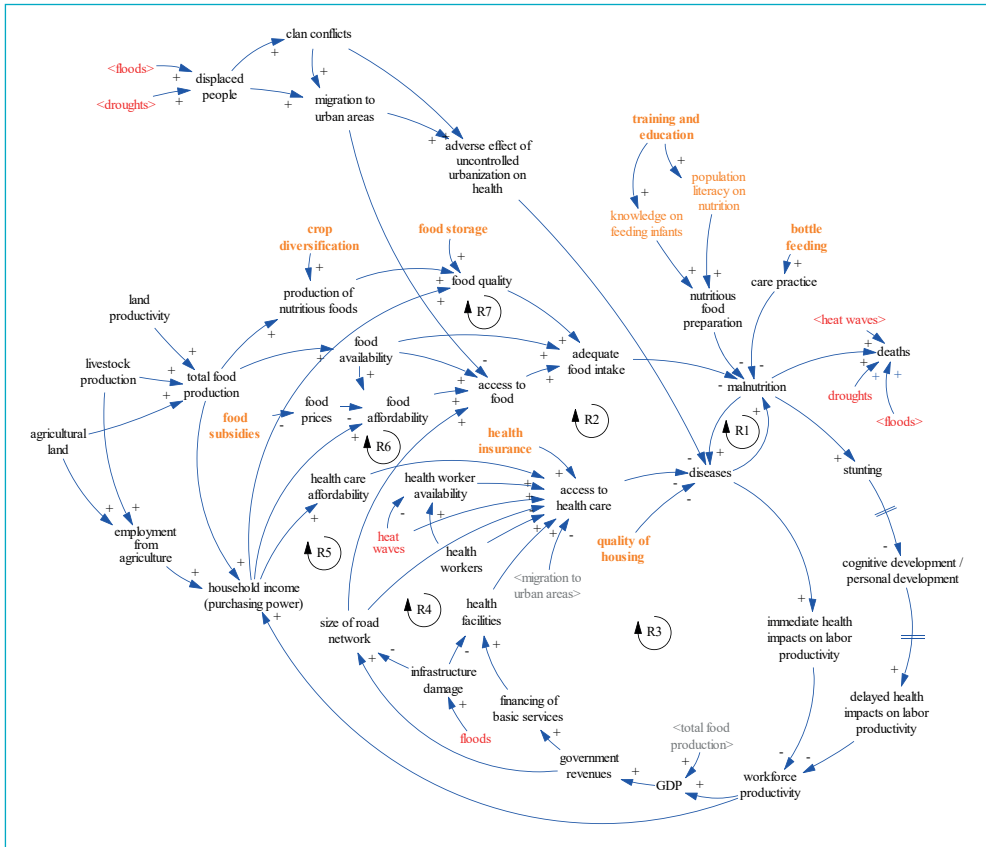 clan conflicts
<floods>
displaced
people
<droughts>
migration to
urban areas
adverse effect of
uncontrolled
urbanization on
health
training and
education
population
literacy on
nutrition
knowledge on
feeding infants
bottle
feeding
crop
diversification
food storage
care practice
production of
nutritious foods
food quality
nutritious
food
preparation
land
productivity
R7
<heat waves>
food
availability
adequate
food intake
deaths
livestock
production
total food
production
access to
food
malnutrition
droughts
<floods>
food
subsidies
food
prices
food
affordability
R6
R2
R1
agricultural
land
health
insurance
stunting
health care
affordability
health worker
availability
access to
health care
diseases
employment
from
agriculture
R5
heat
waves
health
workers
quality of
housing
<migration to
urban areas>
cognitive development /
personal development
household income
(purchasing power)
size of road
network
R4
health
facilities
R3
immediate health
impacts on labor
productivity
infrastructure
damage
financing of
basic services
delayed health
impacts on labor
productivity
floods
<total food
production>
government
revenues
GDP
workforce
productivity